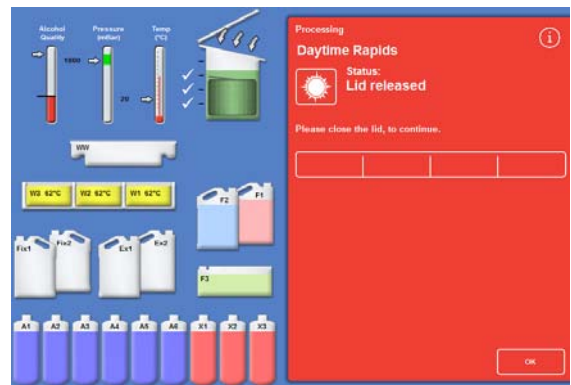 Alcohol
Quality
Pressure
(mBar)
Temp
(°C)
1000
20
WW
W3 62°C
W2 62°C
W1 62°C
F2
F1
Fix1
Fix2
Ex1
Ex2
F3
A1
A2
A3
A4
A5
A6
X1
X2
X3
Processing
i
Daytime Rapids
Status:
Lid released
Please close the lid, to continue.
OK